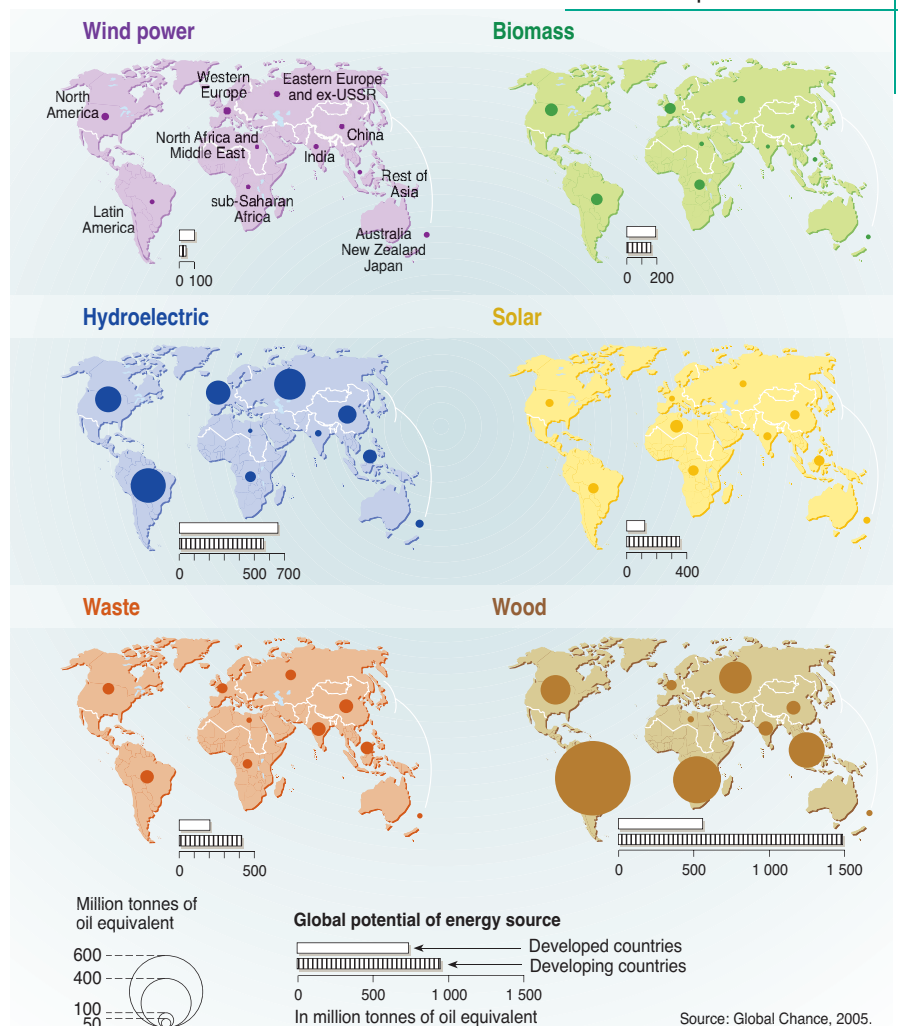 Wind power
Biomass
Western
Europe
Eastern Europe
and ex-USSR
North
America
North Africa and
Middle East
China
India
Rest of
Asia
sub-Saharan
Africa
Latin
America
Australia
New Zealand
Japan
0 100
0 200
Hydroelectric
Solar
0 500 700
0 400
Waste
Wood
0 500
0 500 1 000 1 500
Million tonnes of
oil equivalent
600
400
100
50
Global potential of energy source
Developed countries
Developing countries
0 500 1 000 1 500
In million tonnes of oil equivalent
Source: Global Chance, 2005.